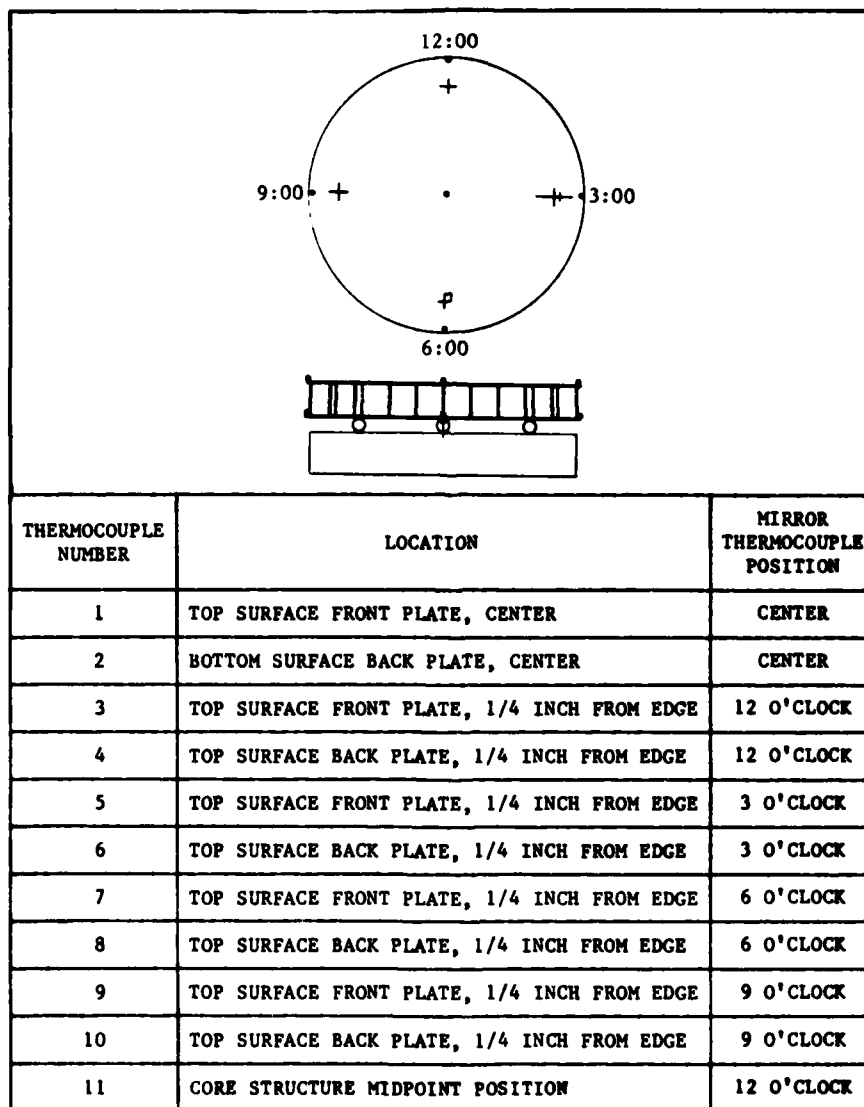 12:00
9:00
3:00
6:00
THERMOCOUPLE NUMBER LOCATION MIRROR THERMOCOUPLE POSITION
1 TOP SURFACE FRONT PLATE, CENTER CENTER
2 BOTTOM SURFACE BACK PLATE, CENTER CENTER
3 TOP SURFACE FRONT PLATE, 1/4 INCH FROM EDGE 12 O'CLOCK
4 TOP SURFACE BACK PLATE, 1/4 INCH FROM EDGE 12 O'CLOCK
5 TOP SURFACE FRONT PLATE, 1/4 INCH FROM EDGE 3 O'CLOCK
6 TOP SURFACE BACK PLATE, 1/4 INCH FROM EDGE 3 O'CLOCK
7 TOP SURFACE FRONT PLATE, 1/4 INCH FROM EDGE 6 O'CLOCK
8 TOP SURFACE BACK PLATE, 1/4 INCH FROM EDGE 6 O'CLOCK
9 TOP SURFACE FRONT PLATE, 1/4 INCH FROM EDGE 9 O'CLOCK
10 TOP SURFACE BACK PLATE, 1/4 INCH FROM EDGE 9 O'CLOCK
11 CORE STRUCTURE MIDPOINT POSITION 12 O'CLOCK